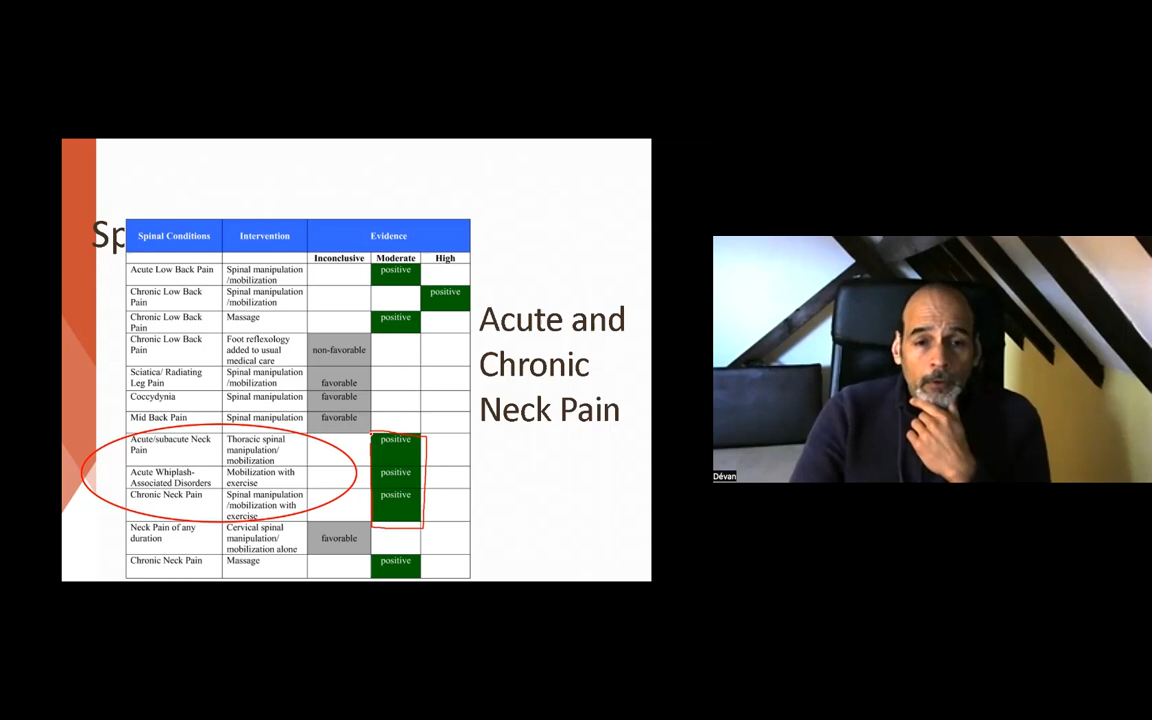 Sp
Spinal Conditions Intervention Evidence
Inconclusive Moderate High
Acute Low Back Pain Spinal manipulation positive
/mobilization
Chronic Low Back Spinal manipulation positive
Pain /mobilization
Chronic Low Back Massage positive
Pain
Chronic Low Back Foot reflexology
Pain added to usual non-favorable
medical care
Sciatica/ Radiating Spinal manipulation
Leg Pain /mobilization favorable
Coccydynia Spinal manipulation favorable
Mid Back Pain Spinal manipulation favorable
Acute/subacute Neck Thoracic spinal positive
Pain manipulation/
mobilization
Acute Whiplash- Mobilization with positive
Associated Disorders exercise
Chronic Neck Pain Spinal manipulation positive
/mobilization with
exercise
Neck Pain of any Cervical spinal
duration manipulation/ favorable
mobilization alone
Chronic Neck Pain Massage positive
Acute and
Chronic
Neck Pain
Dévan